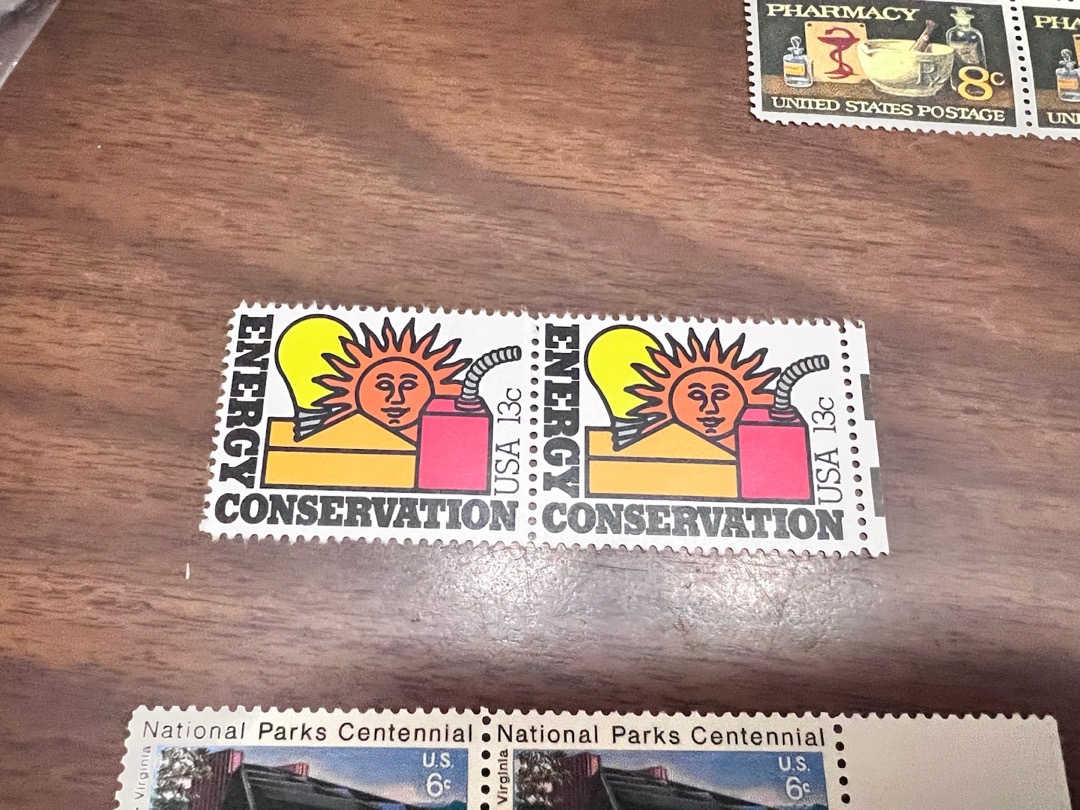 PHARMACY
8c
UNITED STATES POSTAGE
ENERGY
CONSERVATION
USA 13c
ENERGY
CONSERVATION
USA 13c
National Parks Centennial
Virginia
U.S.
6c
National Parks Centennial
Virginia
U.S.
6c